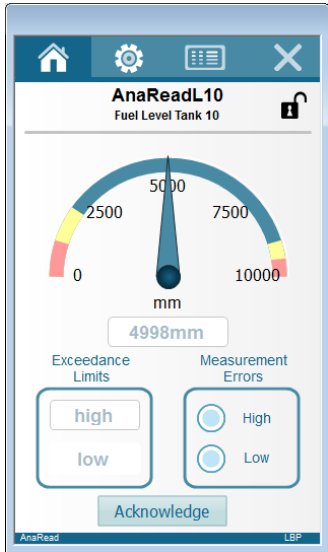 AnaReadL10
Fuel Level Tank 10
5000
2500 7500
0 10000
mm
4998mm
Exceedance Limits
Measurement Errors
high
low
High
Low
Acknowledge
AnaRead LBP